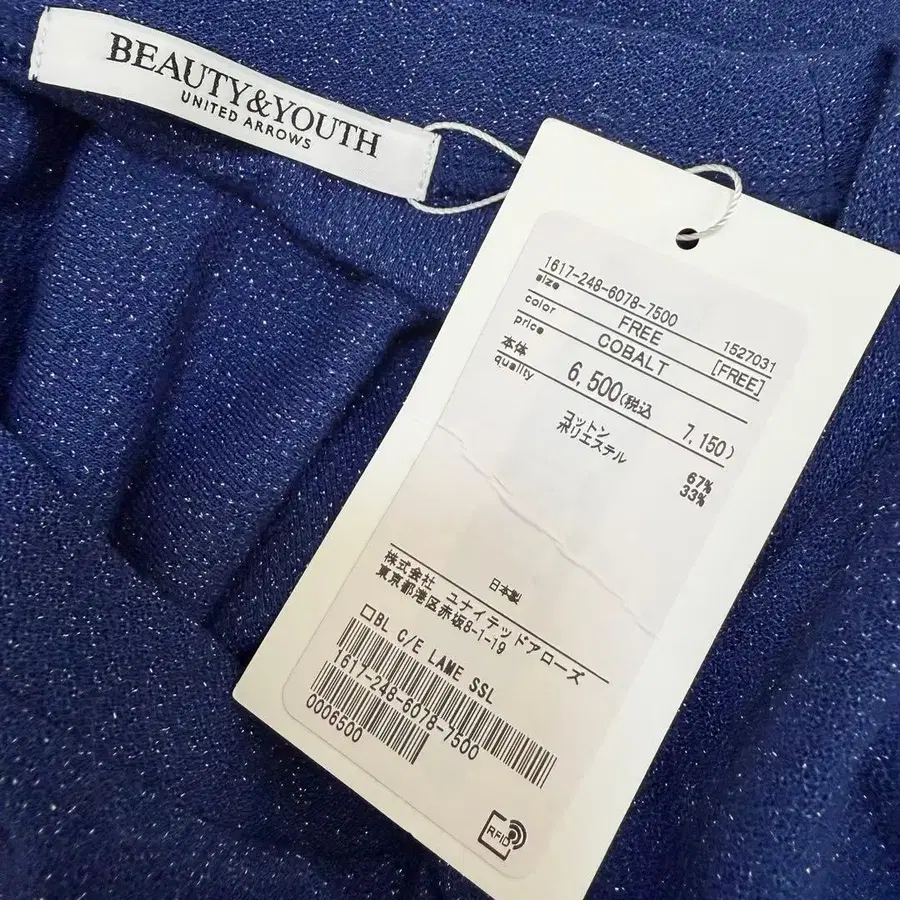 BEAUTY&YOUTH
UNITED ARROWS
1617-248-6078-7500
size FREE 1527031
color COBALT [FREE]
price
本体 6,500(税込 7,150)
quality
コットン 67%
ポリエステル 33%
日本製
株式会社 ユナイテッドアローズ
東京都港区赤坂8-1-19
□BL C/E LAME SSL
1617-248-6078-7500
0006500
RFID